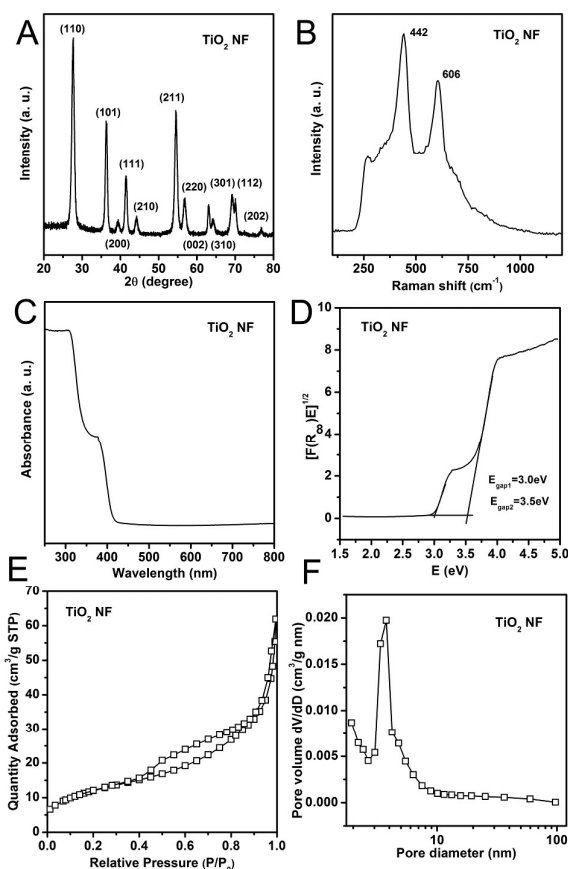 A
TiO2 NF
(110)
(101)
(111)
(200)
(210)
(211)
(220)
(002)
(310)
(301)
(112)
(202)
Intensity (a. u.)
20 30 40 50 60 70 80
2θ (degree)
B
TiO2 NF
442
606
Intensity (a. u.)
250 500 750 1000
Raman shift (cm-1)
C
TiO2 NF
Absorbance (a. u.)
300 400 500 600 700 800
Wavelength (nm)
D
TiO2 NF
[F(R∞)E]1/2
10
8
6
4
2
0
Egap1=3.0eV
Egap2=3.5eV
1.5 2.0 2.5 3.0 3.5 4.0 4.5 5.0
E (eV)
E
TiO2 NF
Quantity Adsorbed (cm3/g STP)
70
60
50
40
30
20
10
0
0.0 0.2 0.4 0.6 0.8 1.0
Relative Pressure (P/P0)
F
TiO2 NF
Pore volume dV/dD (cm3/g nm)
0.020
0.015
0.010
0.005
0.000
10 100
Pore diameter (nm)